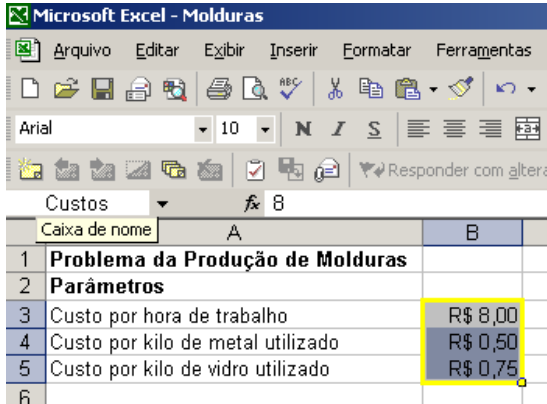 Microsoft Excel - Molduras
Arquivo Editar Exibir Inserir Formatar Ferramentas
ABC
Arial 10 N I S
Responder com altera
Custos fx 8
Caixa de nome
A B
1 Problema da Produção de Molduras
2 Parâmetros
3 Custo por hora de trabalho R$ 8,00
4 Custo por kilo de metal utilizado R$ 0,50
5 Custo por kilo de vidro utilizado R$ 0,75
6